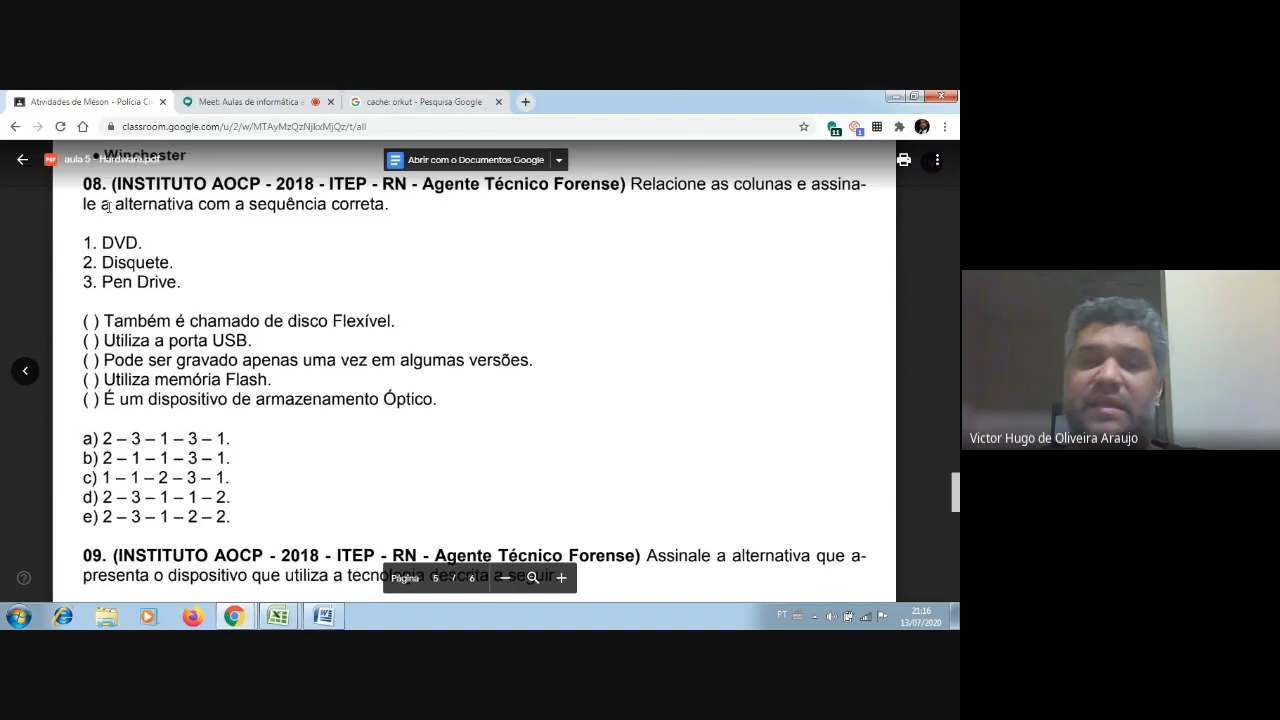 Atividades de Méson - Polícia Ci
Meet: Aulas de informática e
cache: orkut - Pesquisa Google
classroom.google.com/u/2/w/MTAyMzQzNjkxMjQz/t/all
11
1
• Winchester
PDF
aula 5 - Hardware.pdf
Abrir com o Documentos Google
08. (INSTITUTO AOCP - 2018 - ITEP - RN - Agente Técnico Forense) Relacione as colunas e assina-
le a alternativa com a sequência correta.
1. DVD.
2. Disquete.
3. Pen Drive.
( ) Também é chamado de disco Flexível.
( ) Utiliza a porta USB.
( ) Pode ser gravado apenas uma vez em algumas versões.
( ) Utiliza memória Flash.
( ) É um dispositivo de armazenamento Óptico.
a) 2 – 3 – 1 – 3 – 1.
b) 2 – 1 – 1 – 3 – 1.
c) 1 – 1 – 2 – 3 – 1.
d) 2 – 3 – 1 – 1 – 2.
e) 2 – 3 – 1 – 2 – 2.
09. (INSTITUTO AOCP - 2018 - ITEP - RN - Agente Técnico Forense) Assinale a alternativa que a-
presenta o dispositivo que utiliza a tecnologia descrita a seguir
Página 5 / 6
PT
21:16
13/07/2020
Victor Hugo de Oliveira Araujo